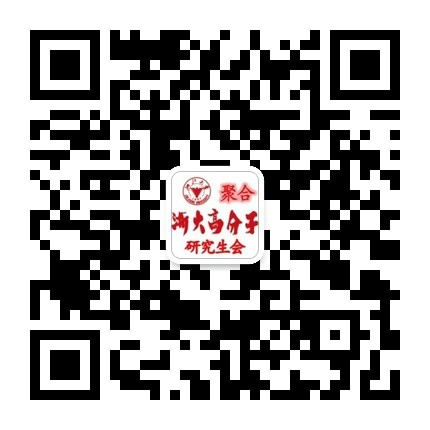 聚合
浙大高分子
研究生会